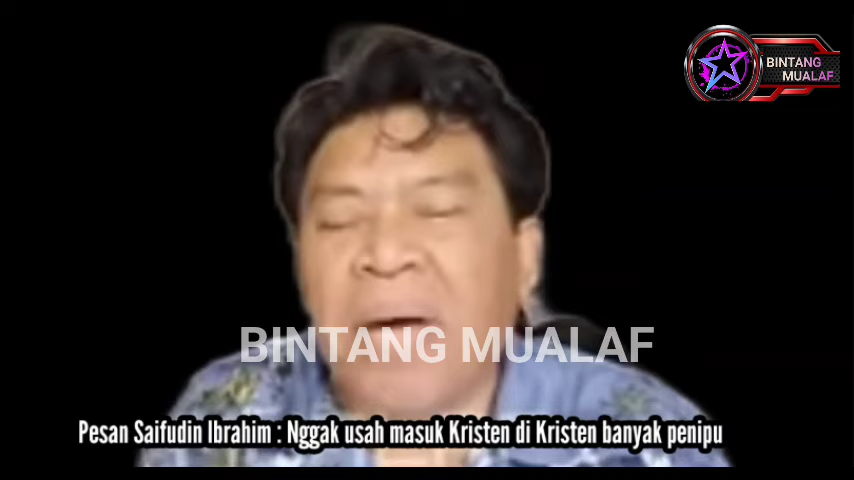 BINTANG
MUALAF
BINTANG MUALAF
Pesan Saifudin Ibrahim : Nggak usah masuk Kristen di Kristen banyak penipu